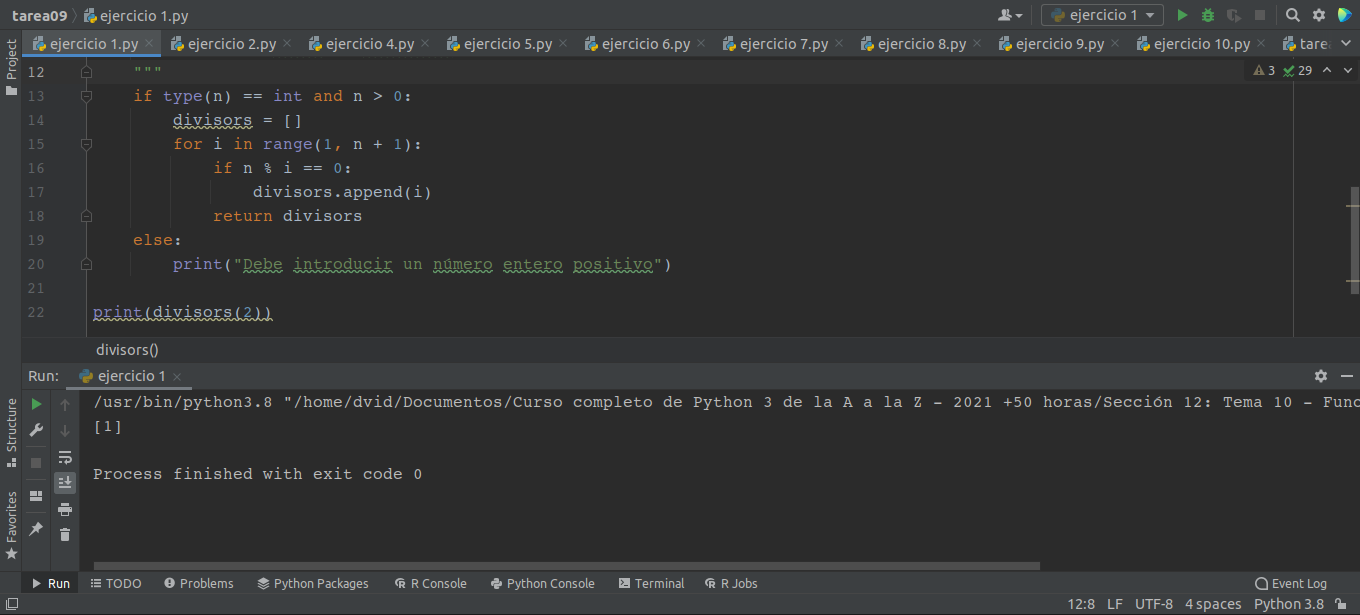 tarea09 ejercicio 1.py ejercicio 1
ejercicio 1.py ejercicio 2.py ejercicio 4.py ejercicio 5.py ejercicio 6.py ejercicio 7.py ejercicio 8.py ejercicio 9.py ejercicio 10.py tare
Project
12 """ 3 29
13 if type(n) == int and n > 0:
14 divisors = []
15 for i in range(1, n + 1):
16 if n % i == 0:
17 divisors.append(i)
18 return divisors
19 else:
20 print("Debe introducir un número entero positivo")
21
22 print(divisors(2))
divisors()
Run: ejercicio 1
/usr/bin/python3.8 "/home/dvid/Documentos/Curso completo de Python 3 de la A a la Z - 2021 +50 horas/Sección 12: Tema 10 - Func
[1]
Process finished with exit code 0
Structure
Favorites
Run TODO Problems Python Packages R Console Python Console Terminal R Jobs Event Log
12:8 LF UTF-8 4 spaces Python 3.8